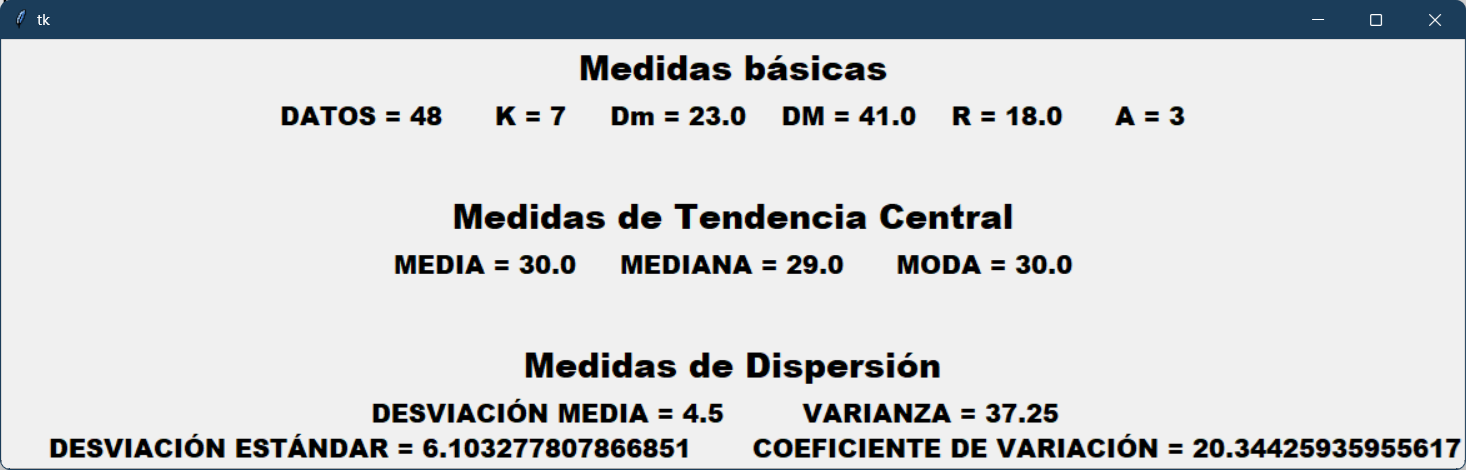 tk
Medidas básicas
DATOS = 48 K = 7 Dm = 23.0 DM = 41.0 R = 18.0 A = 3
Medidas de Tendencia Central
MEDIA = 30.0 MEDIANA = 29.0 MODA = 30.0
Medidas de Dispersión
DESVIACIÓN MEDIA = 4.5 VARIANZA = 37.25
DESVIACIÓN ESTÁNDAR = 6.103277807866851 COEFICIENTE DE VARIACIÓN = 20.34425935955617